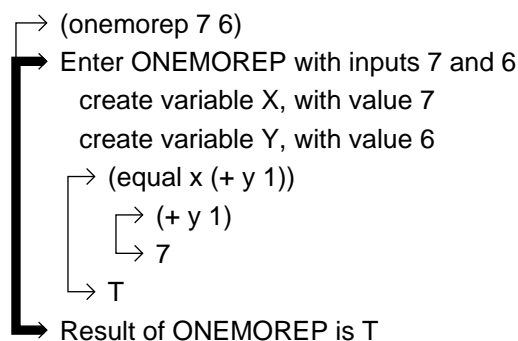 (onemorep 7 6)
Enter ONEMOREP with inputs 7 and 6
create variable X, with value 7
create variable Y, with value 6
(equal x (+ y 1))
(+ y 1)
7
T
Result of ONEMOREP is T